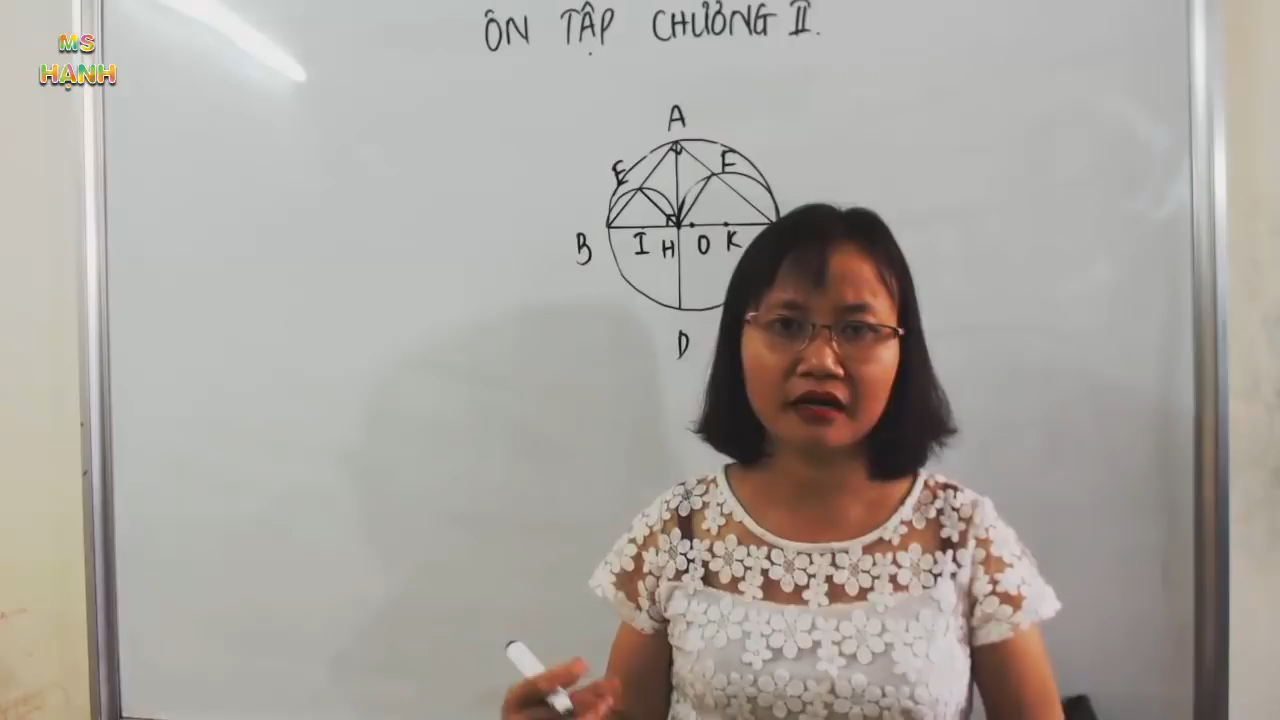 MS
HẠNH
ÔN TẬP CHƯƠNG II.
A
E F
B I H O K
D